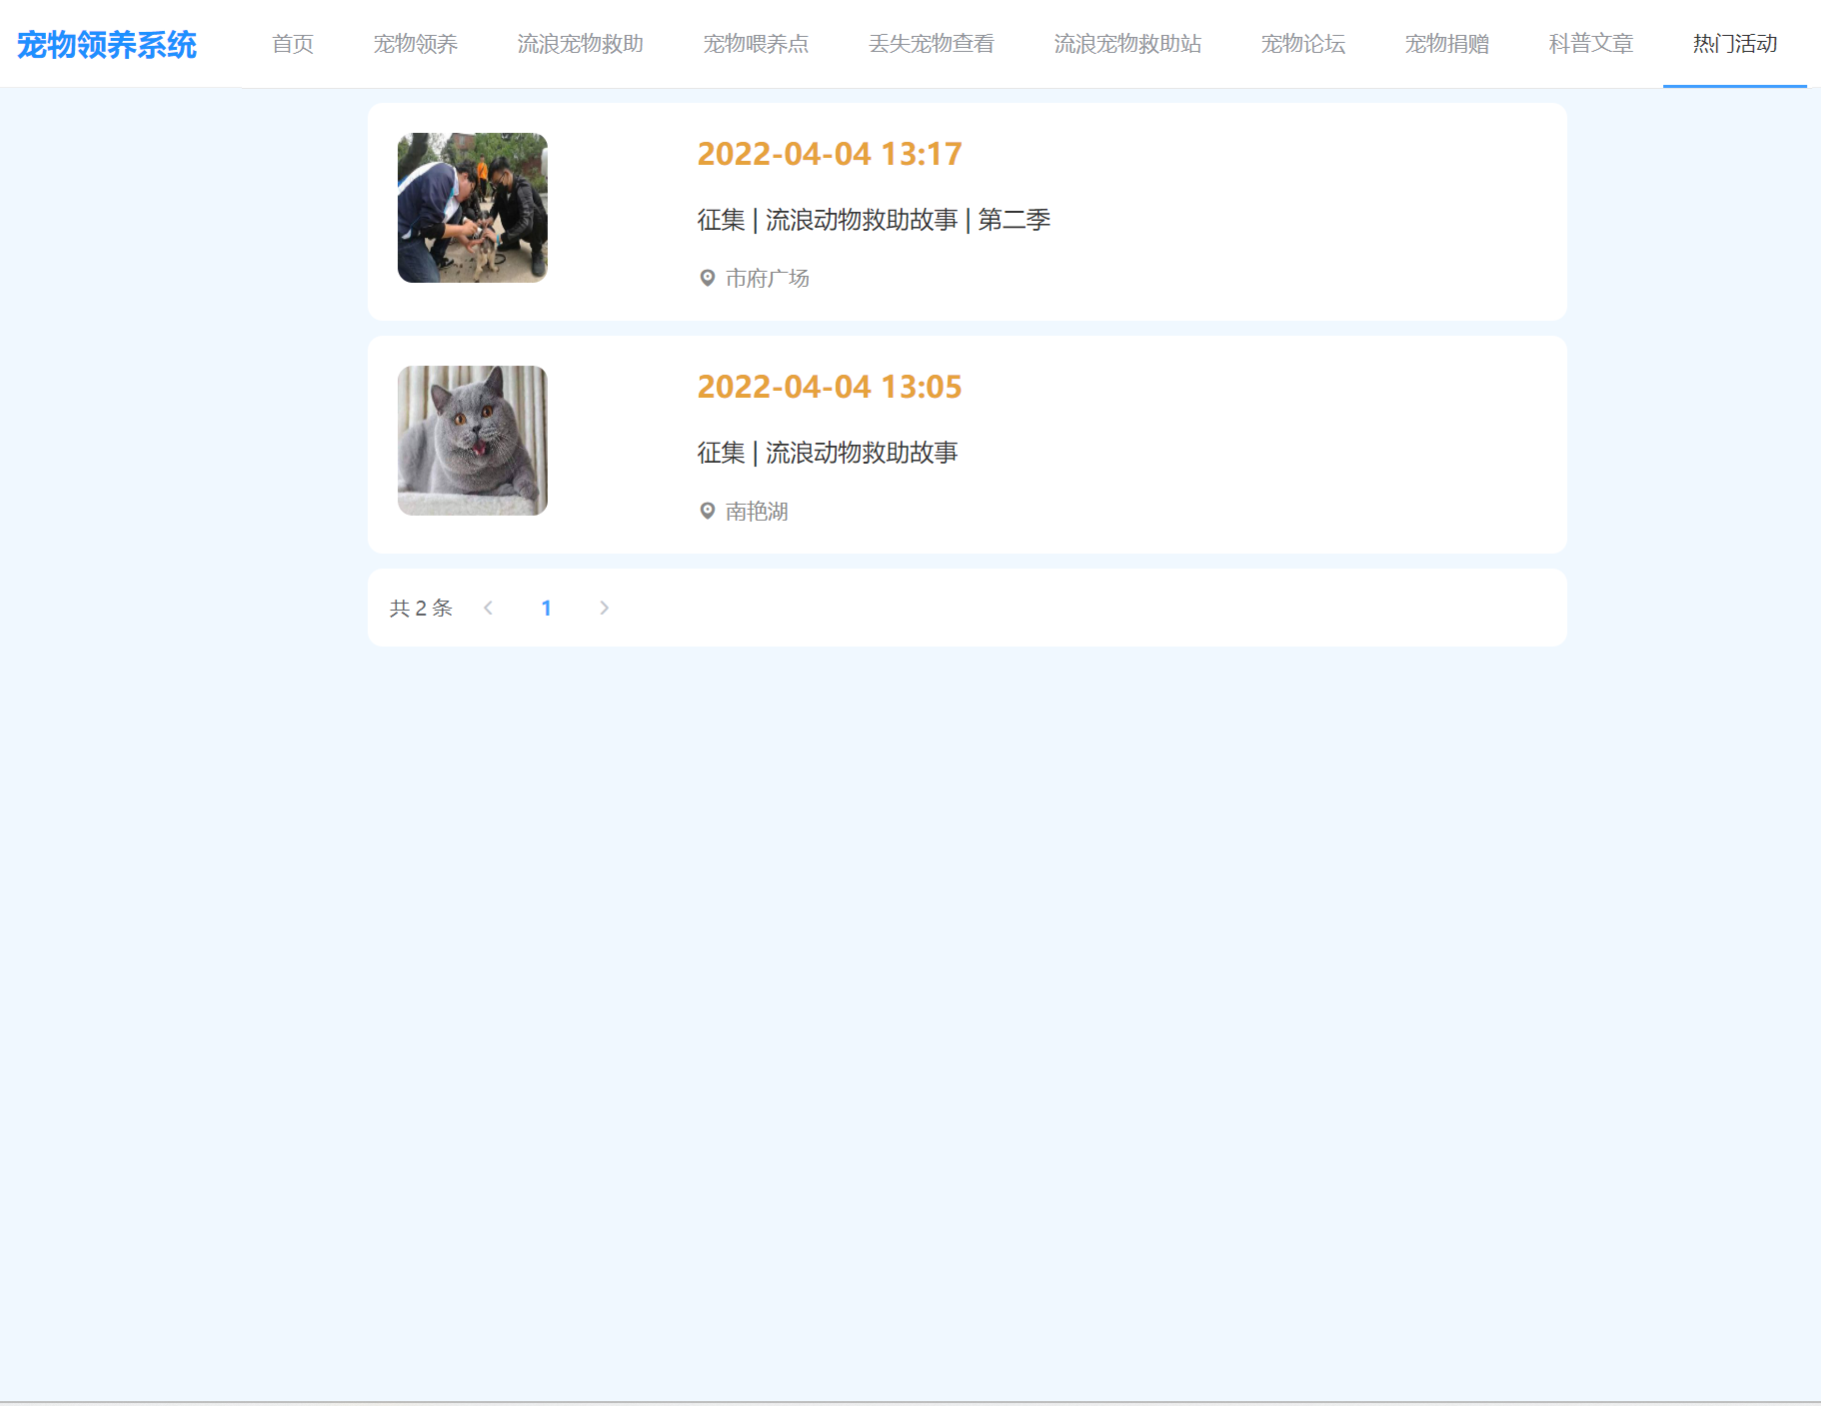 宠物领养系统 首页 宠物领养 流浪宠物救助 宠物喂养点 丢失宠物查看 流浪宠物救助站 宠物论坛 宠物捐赠 科普文章 热门活动
2022-04-04 13:17
征集 | 流浪动物救助故事 | 第二季
市府广场
2022-04-04 13:05
征集 | 流浪动物救助故事
南艳湖
共 2 条 1